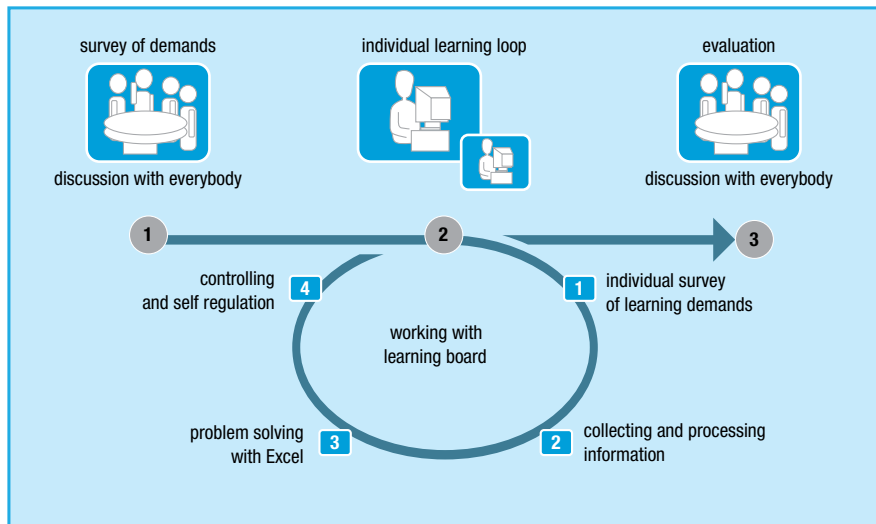 survey of demands
individual learning loop
evaluation
discussion with everybody
discussion with everybody
1
2
3
controlling
and self regulation
4
1
individual survey
of learning demands
working with
learning board
problem solving
with Excel
3
2
collecting and processing
information